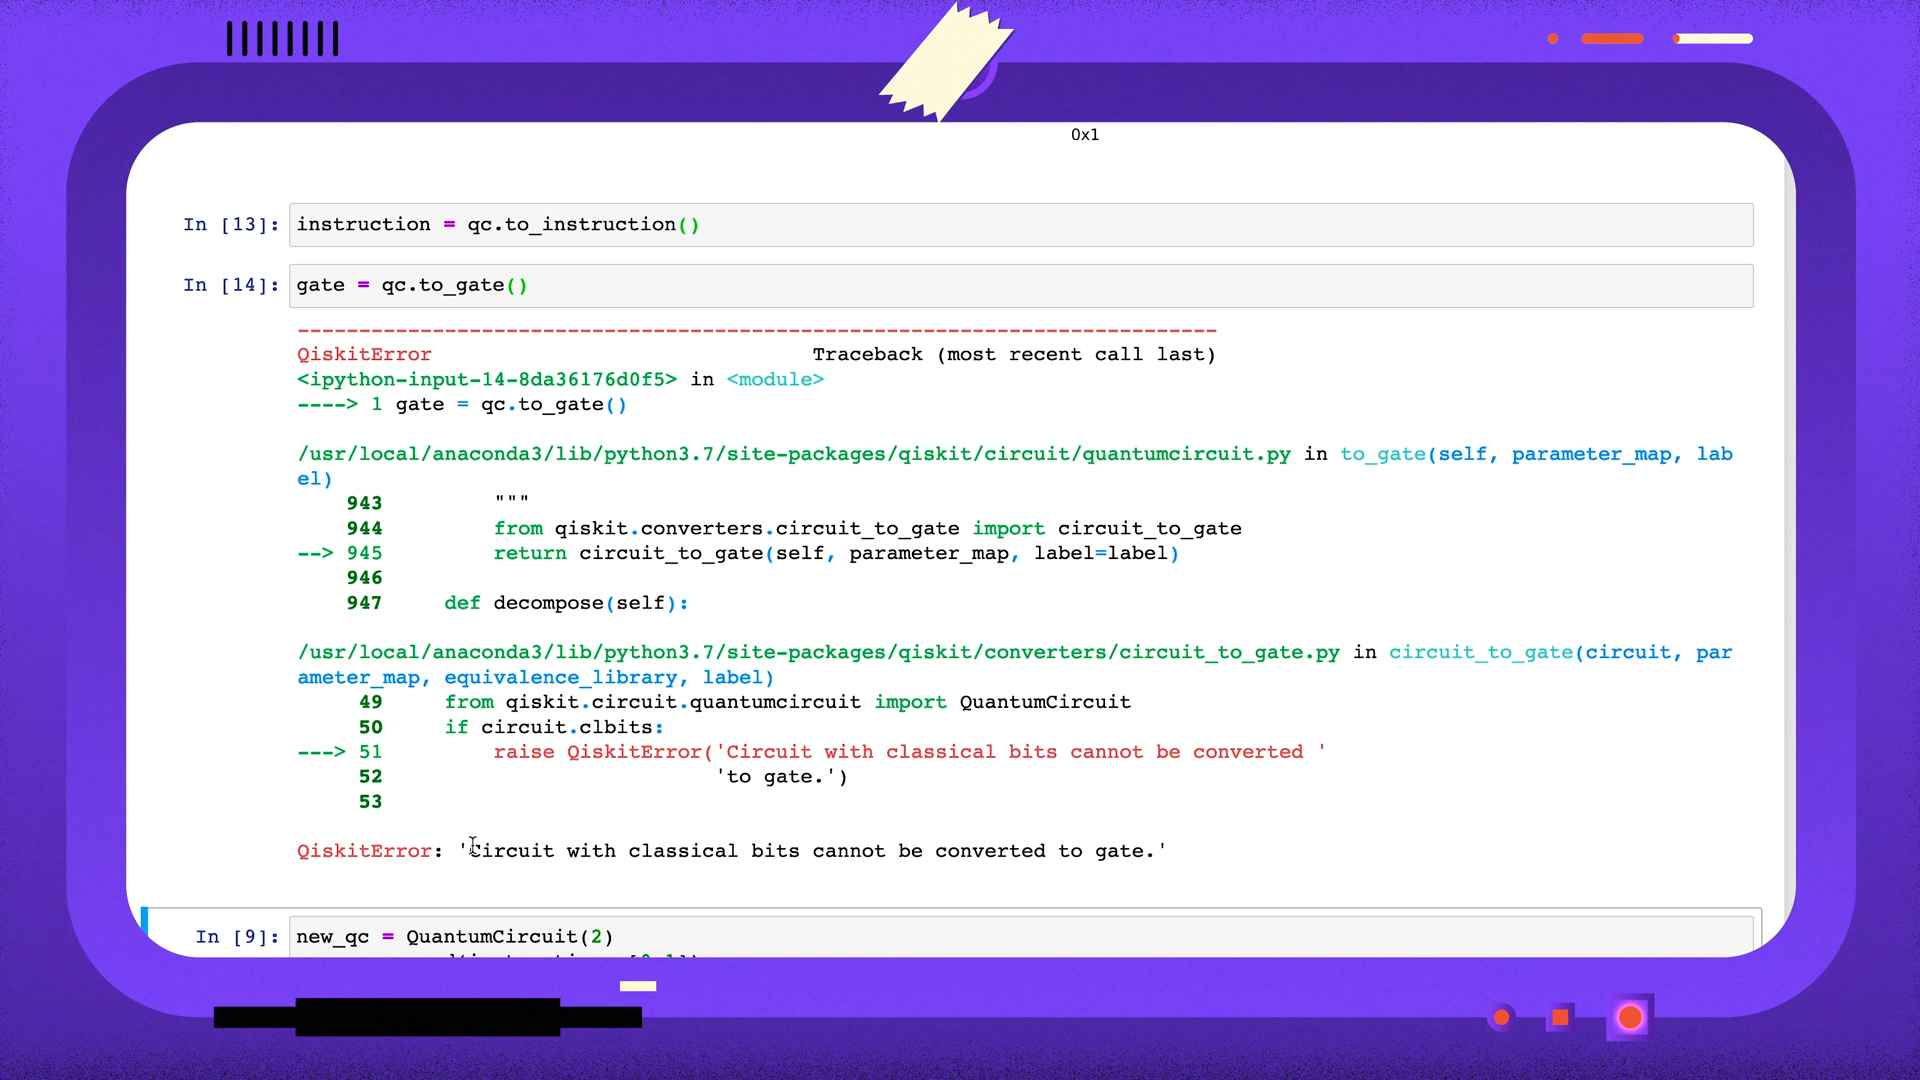 0x1
In [13]: instruction = qc.to_instruction()
In [14]: gate = qc.to_gate()
---------------------------------------------------------------------------
QiskitError                               Traceback (most recent call last)
<ipython-input-14-8da36176d0f5> in <module>
----> 1 gate = qc.to_gate()
/usr/local/anaconda3/lib/python3.7/site-packages/qiskit/circuit/quantumcircuit.py in to_gate(self, parameter_map, lab
el)
943         """
944         from qiskit.converters.circuit_to_gate import circuit_to_gate
--> 945         return circuit_to_gate(self, parameter_map, label=label)
946
947     def decompose(self):
/usr/local/anaconda3/lib/python3.7/site-packages/qiskit/converters/circuit_to_gate.py in circuit_to_gate(circuit, par
ameter_map, equivalence_library, label)
49     from qiskit.circuit.quantumcircuit import QuantumCircuit
50     if circuit.clbits:
---> 51         raise QiskitError('Circuit with classical bits cannot be converted '
52                           'to gate.')
53
QiskitError: 'Circuit with classical bits cannot be converted to gate.'
In [9]: new_qc = QuantumCircuit(2)